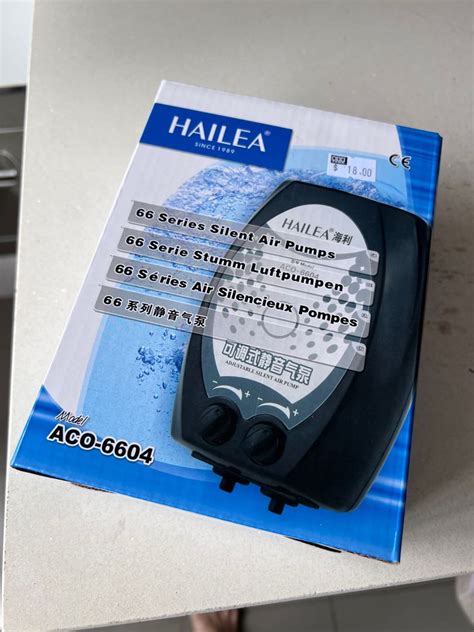 HAILEA®
SINCE 1989
$ 18.00
CE
66 Series Silent Air Pumps
66 Serie Stumm Luftpumpen
66 Séries Air Silencieux Pompes
66 系列静音气泵
HAILEA® 海利
ACO-6604
可调式静音气泵
ADJUSTABLE SILENT AIR PUMP
- +
- +
Model
ACO-6604